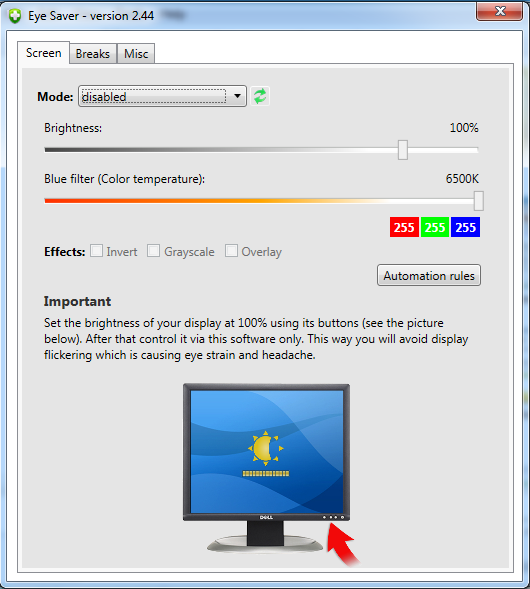 Eye Saver - version 2.44
Screen Breaks Misc
Mode: disabled
Brightness: 100%
Blue filter (Color temperature): 6500K
255 255 255
Effects: Invert Grayscale Overlay
Automation rules
Important
Set the brightness of your display at 100% using its buttons (see the picture
below). After that control it via this software only. This way you will avoid display
flickering which is causing eye strain and headache.
DELL